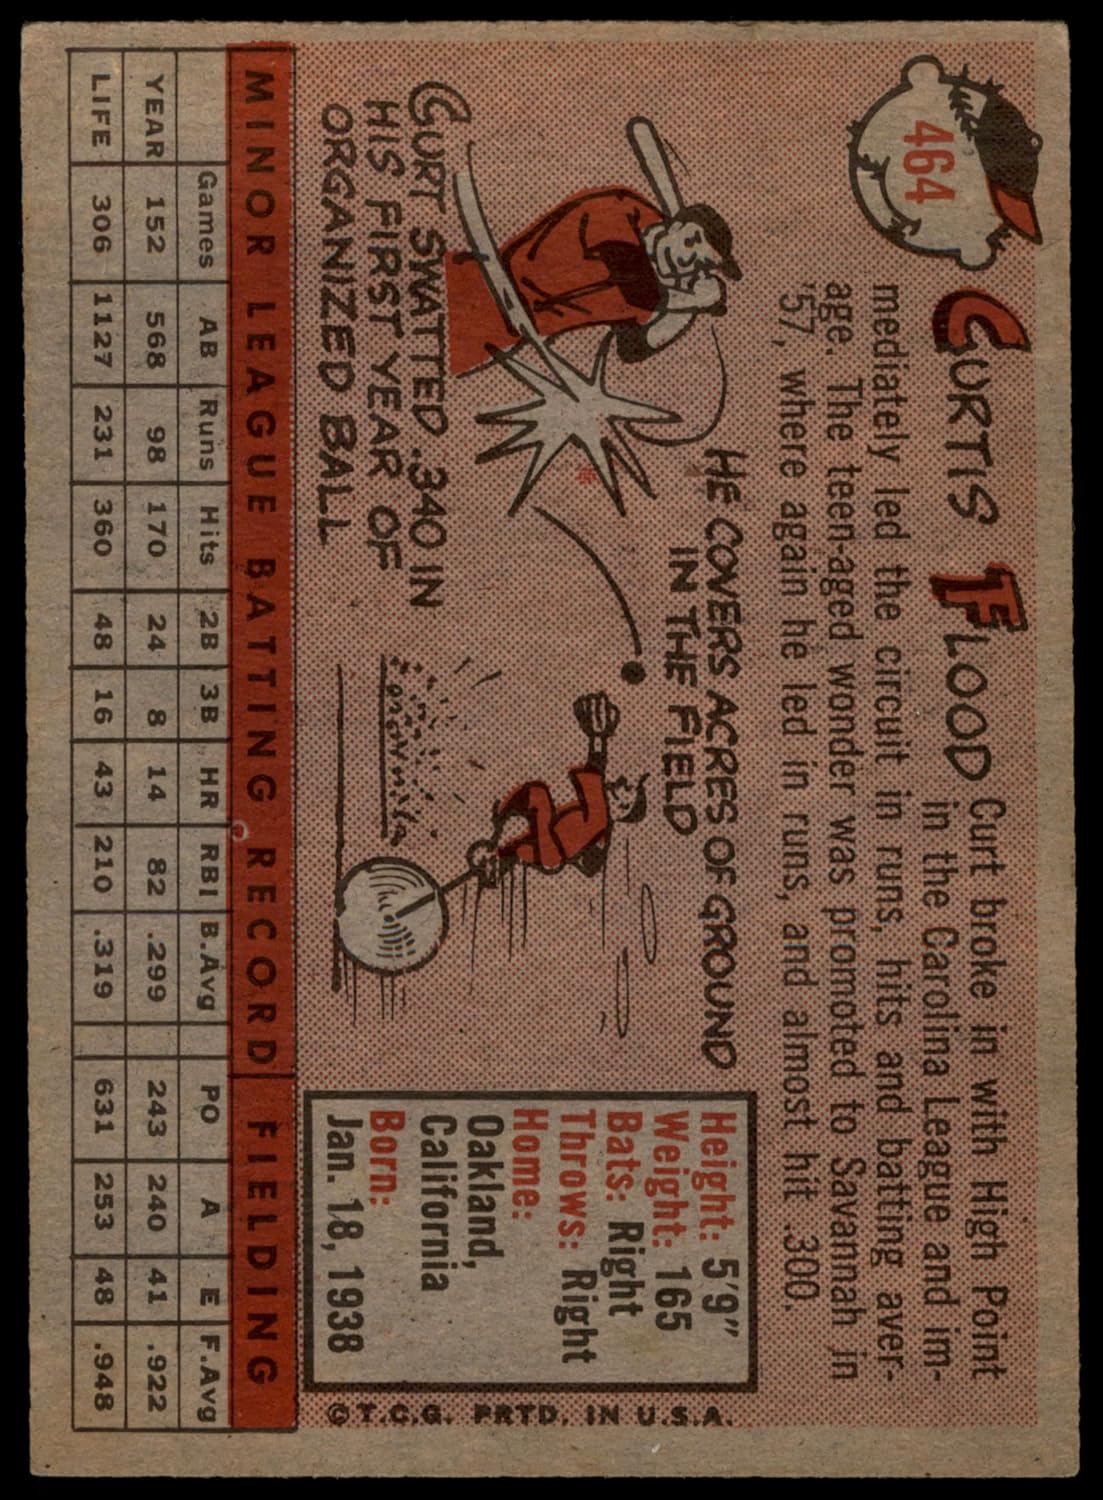 464
CURTIS FLOOD
Curt broke in with High Point
in the Carolina League and im-
mediately led the circuit in runs, hits and batting aver-
age. The teen-aged wonder was promoted to Savannah in
'57, where again he led in runs, and almost hit .300.
HE COVERS ACRES OF GROUND
IN THE FIELD
CURT SWATTED .340 IN
HIS FIRST YEAR OF
ORGANIZED BALL
Height: 5'9"
Weight: 165
Bats: Right
Throws: Right
Home:
Oakland,
California
Born:
Jan. 18, 1938
© T.C.G. PRTD. IN U.S.A.
MINOR LEAGUE BATTING RECORD FIELDING
Games AB Runs Hits 2B 3B HR RBI B.Avg PO A E F.Avg
YEAR 152 568 98 170 24 8 14 82 .299 243 240 41 .922
LIFE 306 1127 231 360 48 16 43 210 .319 631 253 48 .948